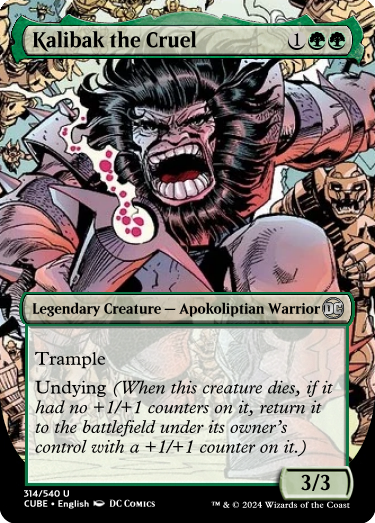 Kalibak the Cruel 1
Legendary Creature — Apokoliptian Warrior DC
Trample
Undying (When this creature dies, if it
had no +1/+1 counters on it, return it
to the battlefield under its owner's
control with a +1/+1 counter on it.)
3/3
314/540 U
CUBE • English DC COMICS ™ & © 2024 Wizards of the Coast